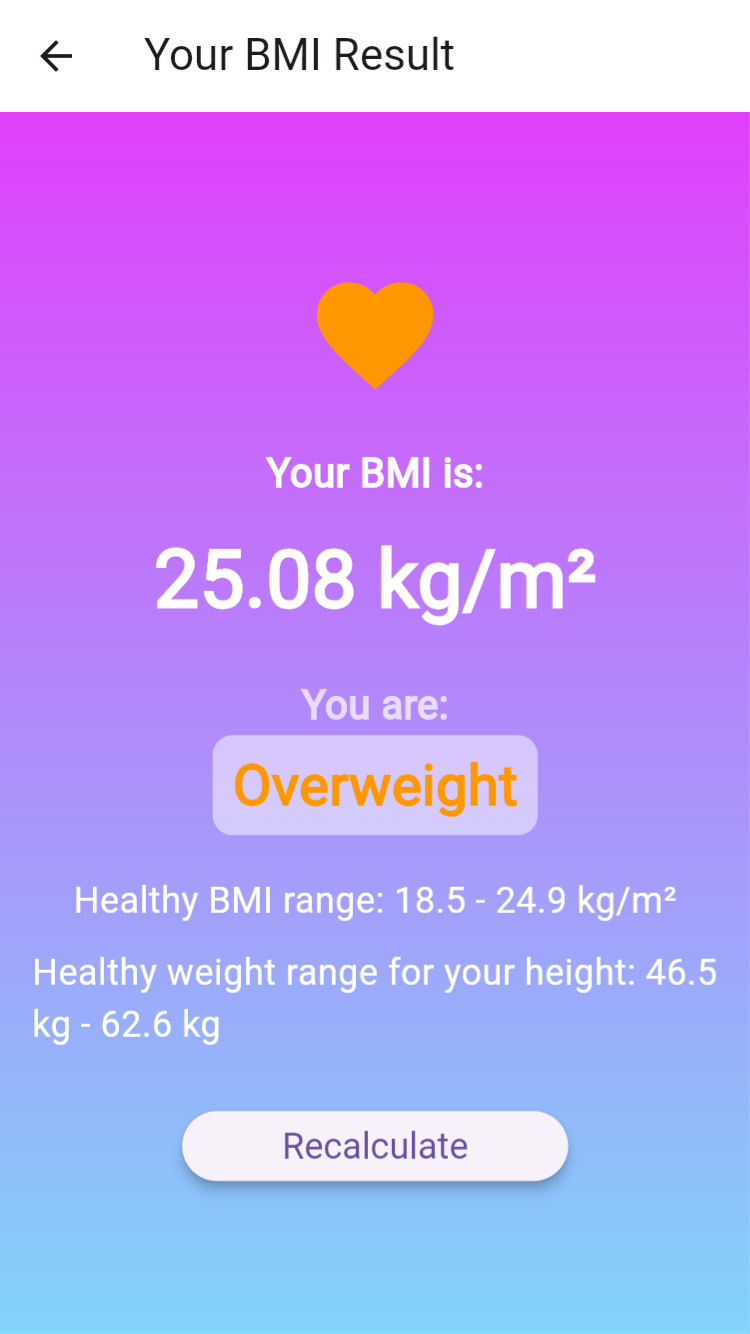 Your BMI Result
Your BMI is:
25.08 kg/m²
You are:
Overweight
Healthy BMI range: 18.5 - 24.9 kg/m²
Healthy weight range for your height: 46.5
kg - 62.6 kg
Recalculate